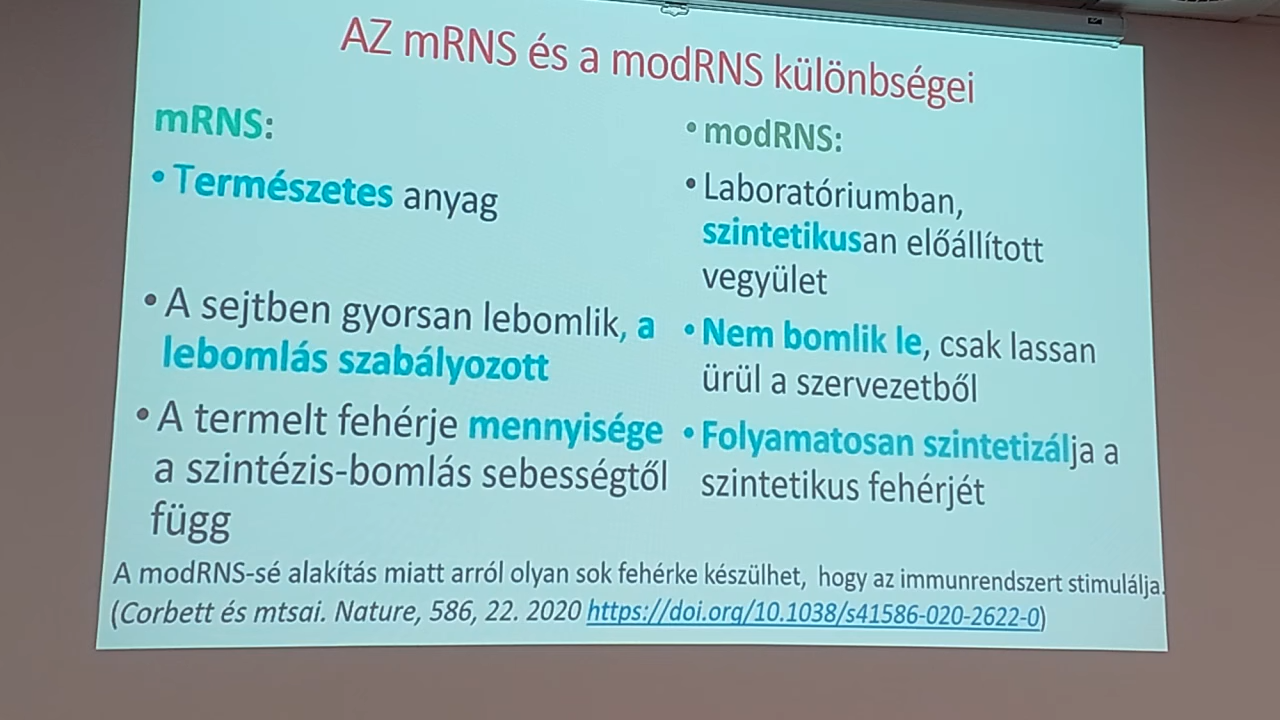 AZ mRNS és a modRNS különbségei
mRNS:
• Természetes anyag
• A sejtben gyorsan lebomlik, a
lebomlás szabályozott
• A termelt fehérje mennyisége
a szintézis-bomlás sebességtől
függ
• modRNS:
• Laboratóriumban,
szintetikusan előállított
vegyület
• Nem bomlik le, csak lassan
ürül a szervezetből
• Folyamatosan szintetizálja a
szintetikus fehérjét
A modRNS-sé alakítás miatt arról olyan sok fehérke készülhet, hogy az immunrendszert stimulálja.
(Corbett és mtsai. Nature, 586, 22. 2020 https://doi.org/10.1038/s41586-020-2622-0)